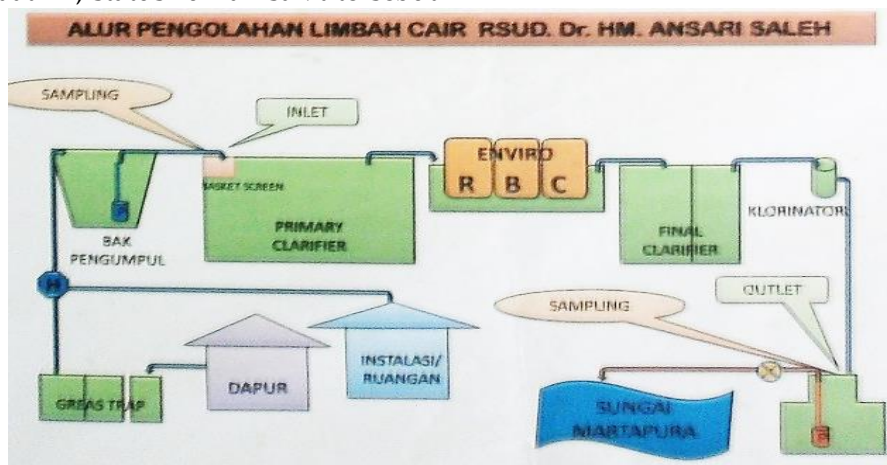 ALUR PENGOLAHAN LIMBAH CAIR RSUD. Dr. HM. ANSARI SALEH
SAMPLING
INLET
ENVIRO
R B C
BASKET SCREEN
PRIMARY
CLARIFIER
BAK
PENGUMPUL
FINAL
CLARIFIER
KLORINATOR
H
P
SAMPLING
OUTLET
GREAS TRAP
DAPUR
INSTALASI/
RUANGAN
SUNGAI
MARTAPURA
P